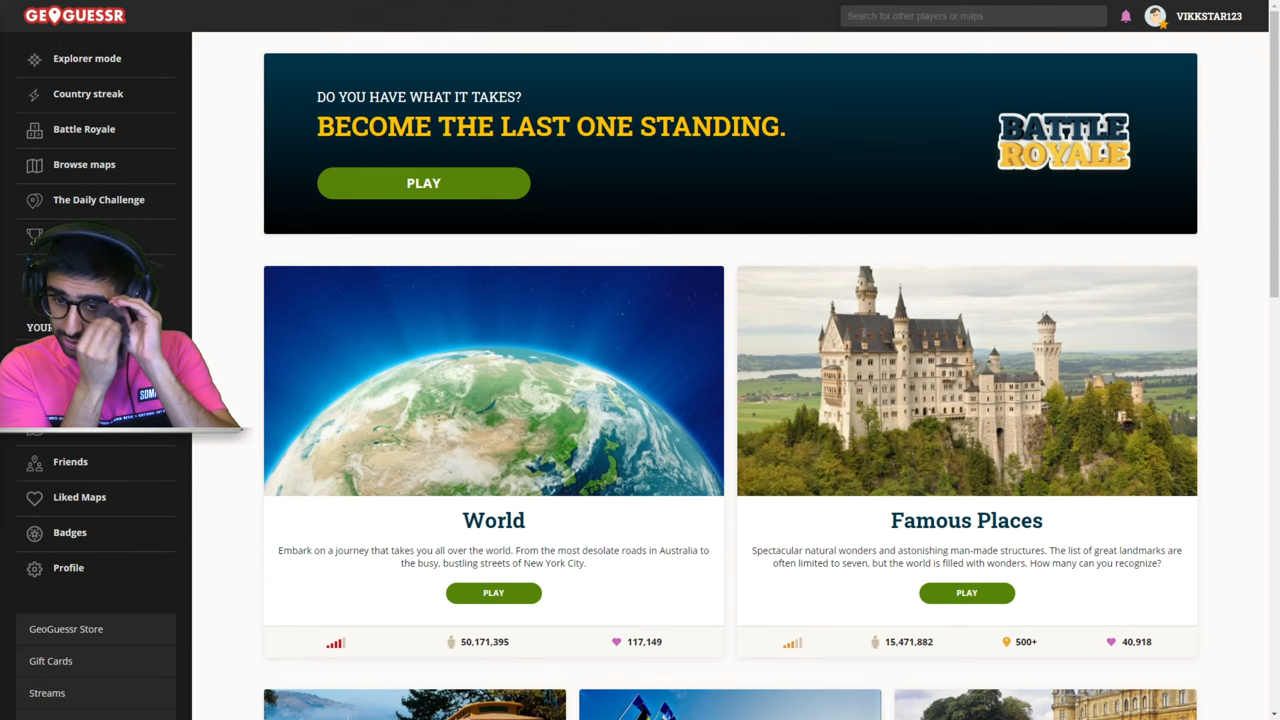 GEOGUESSR
Search for other players or maps
VIKKSTAR123
Explorer mode
Country streak
Battle Royale
Browse maps
The Daily Challenge
YOUR
Friends
Liked Maps
Badges
Profile
GeoGuessr Store
Gift Cards
Streams
DO YOU HAVE WHAT IT TAKES?
BECOME THE LAST ONE STANDING.
PLAY
BATTLE
ROYALE
World
Embark on a journey that takes you all over the world. From the most desolate roads in Australia to
the busy, bustling streets of New York City.
PLAY
50,171,395
117,149
Famous Places
Spectacular natural wonders and astonishing man-made structures. The list of great landmarks are
often limited to seven, but the world is filled with wonders. How many can you recognize?
PLAY
15,471,882
500+
40,918